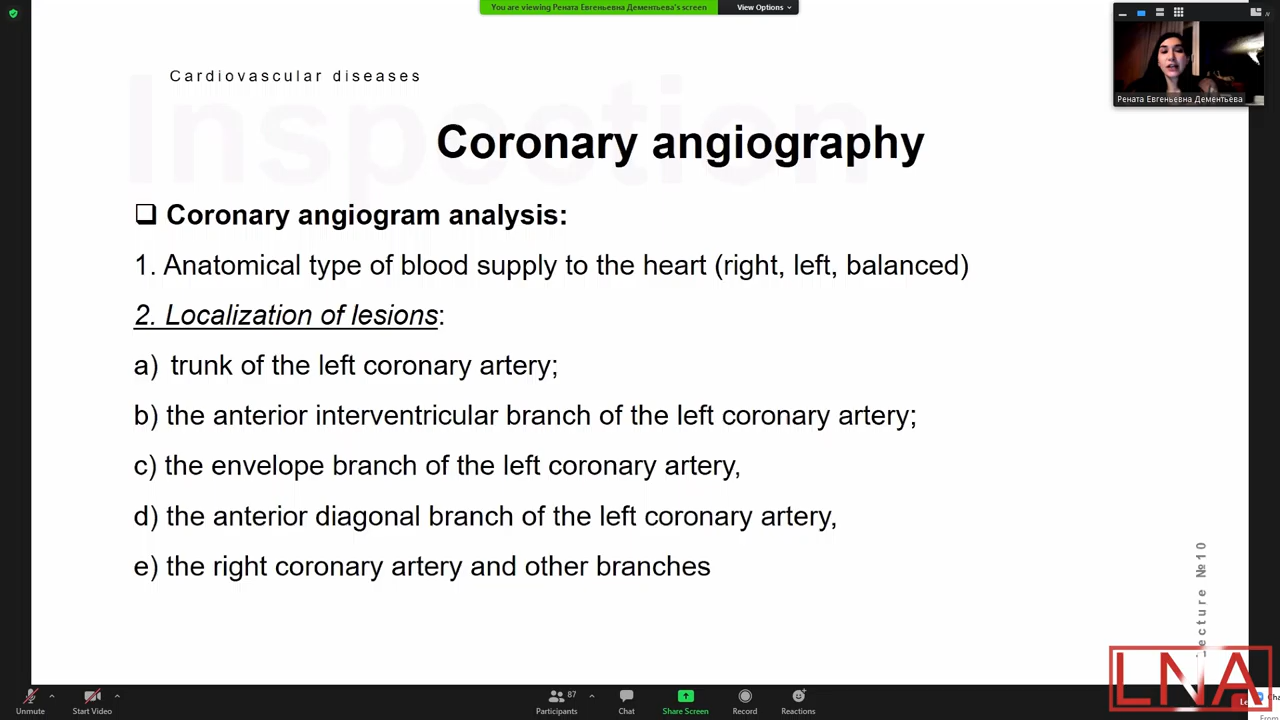 You are viewing Рената Евгеньевна Дементьева's screen
View Options
Cardiovascular diseases
Inspection
Coronary angiography
Рената Евгеньевна Дементьева
❑ Coronary angiogram analysis:
1. Anatomical type of blood supply to the heart (right, left, balanced)
2. Localization of lesions:
a) trunk of the left coronary artery;
b) the anterior interventricular branch of the left coronary artery;
c) the envelope branch of the left coronary artery,
d) the anterior diagonal branch of the left coronary artery,
e) the right coronary artery and other branches
Lecture №10
LNA
Unmute
Start Video
87
Participants
Chat
Share Screen
Record
Reactions